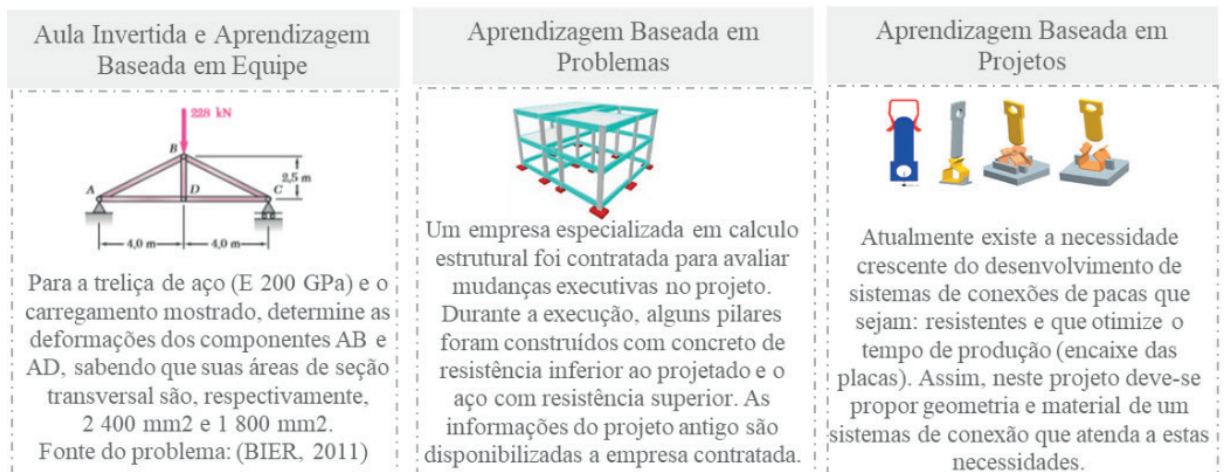 Aula Invertida e Aprendizagem
Baseada em Equipe
228 kN
B
2,5 m
A
D
C
4,0 m
4,0 m
Para a treliça de aço (E 200 GPa) e o
carregamento mostrado, determine as
deformações dos componentes AB e
AD, sabendo que suas áreas de seção
transversal são, respectivamente,
2 400 mm2 e 1 800 mm2.
Fonte do problema: (BIER, 2011)
Aprendizagem Baseada em
Problemas
Um empresa especializada em calculo
estrutural foi contratada para avaliar
mudanças executivas no projeto.
Durante a execução, alguns pilares
foram construídos com concreto de
resistência inferior ao projetado e o
aço com resistência superior. As
informações do projeto antigo são
disponibilizadas a empresa contratada.
Aprendizagem Baseada em
Projetos
Atualmente existe a necessidade
crescente do desenvolvimento de
sistemas de conexões de pacas que
sejam: resistentes e que otimize o
tempo de produção (encaixe das
placas). Assim, neste projeto deve-se
propor geometria e material de um
sistemas de conexão que atenda a estas
necessidades.